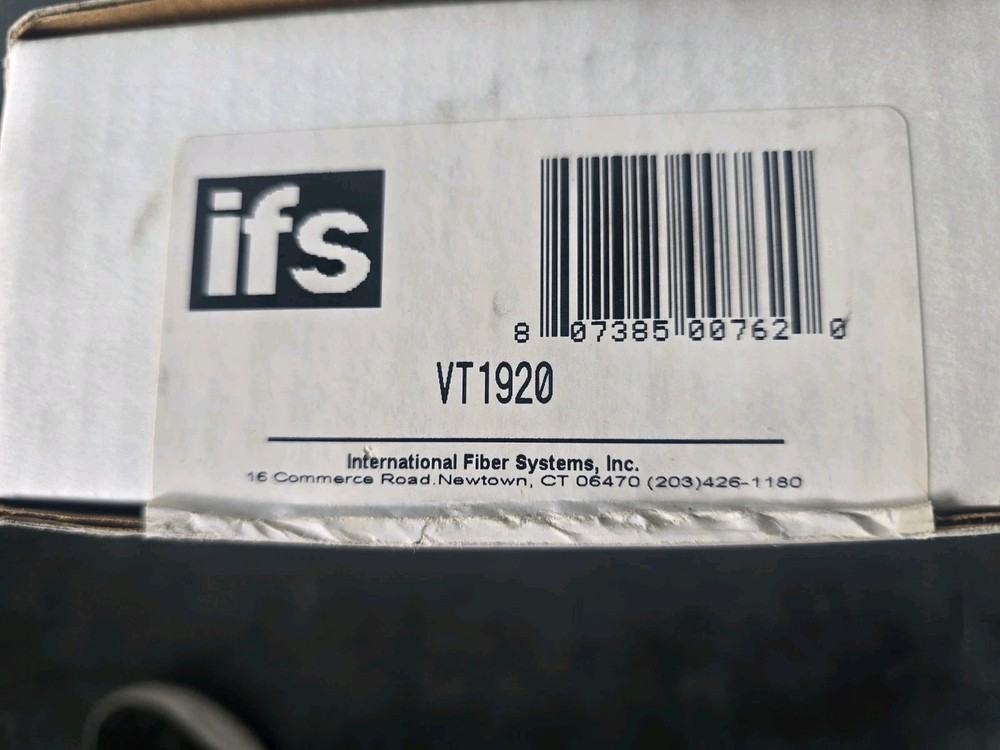 ifs
8 07385 00762 0
VT1920
International Fiber Systems, Inc.
16 Commerce Road.Newtown, CT 06470 (203)426-1180